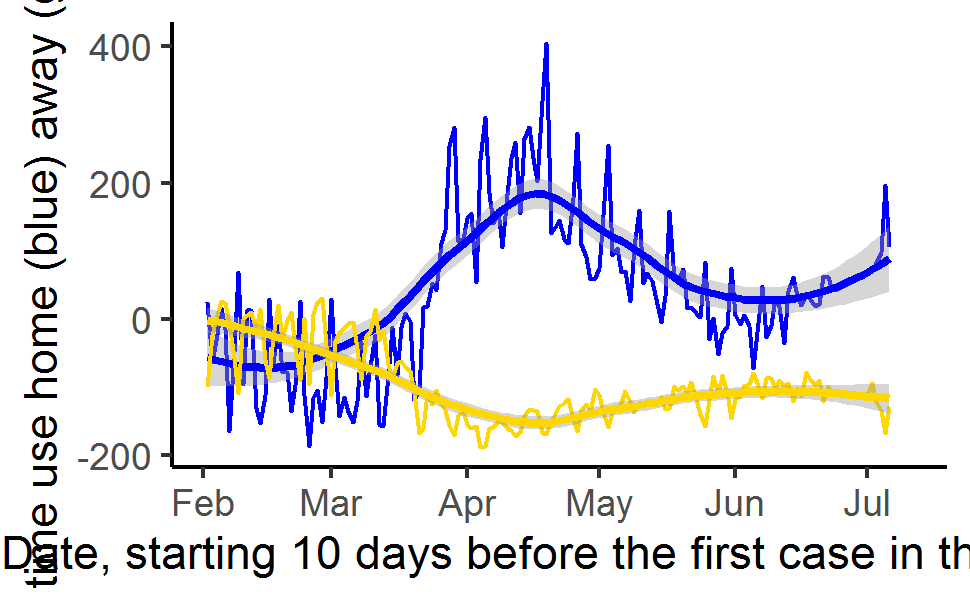 time use home (blue) away (
400
200
0
-200
Feb Mar Apr May Jun Jul
Date, starting 10 days before the first case in th